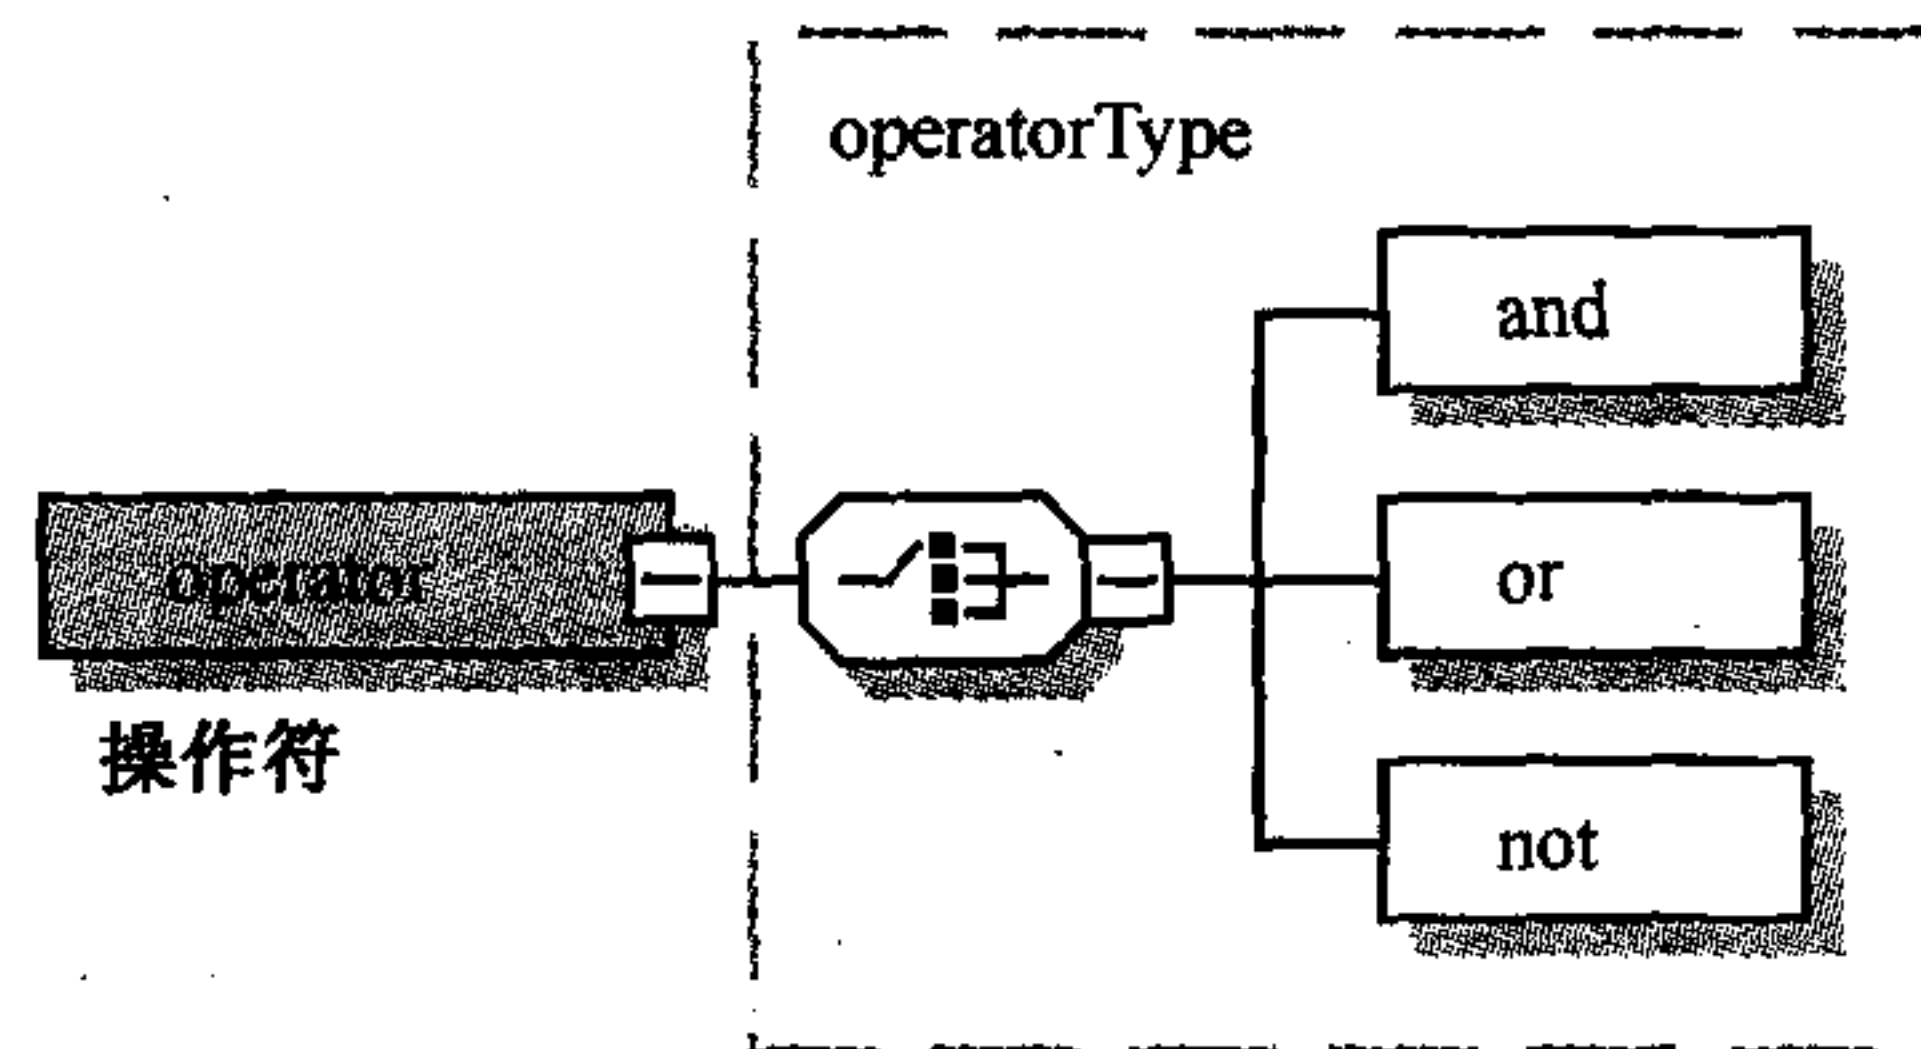 operatorType
and
operator
or
操作符
not